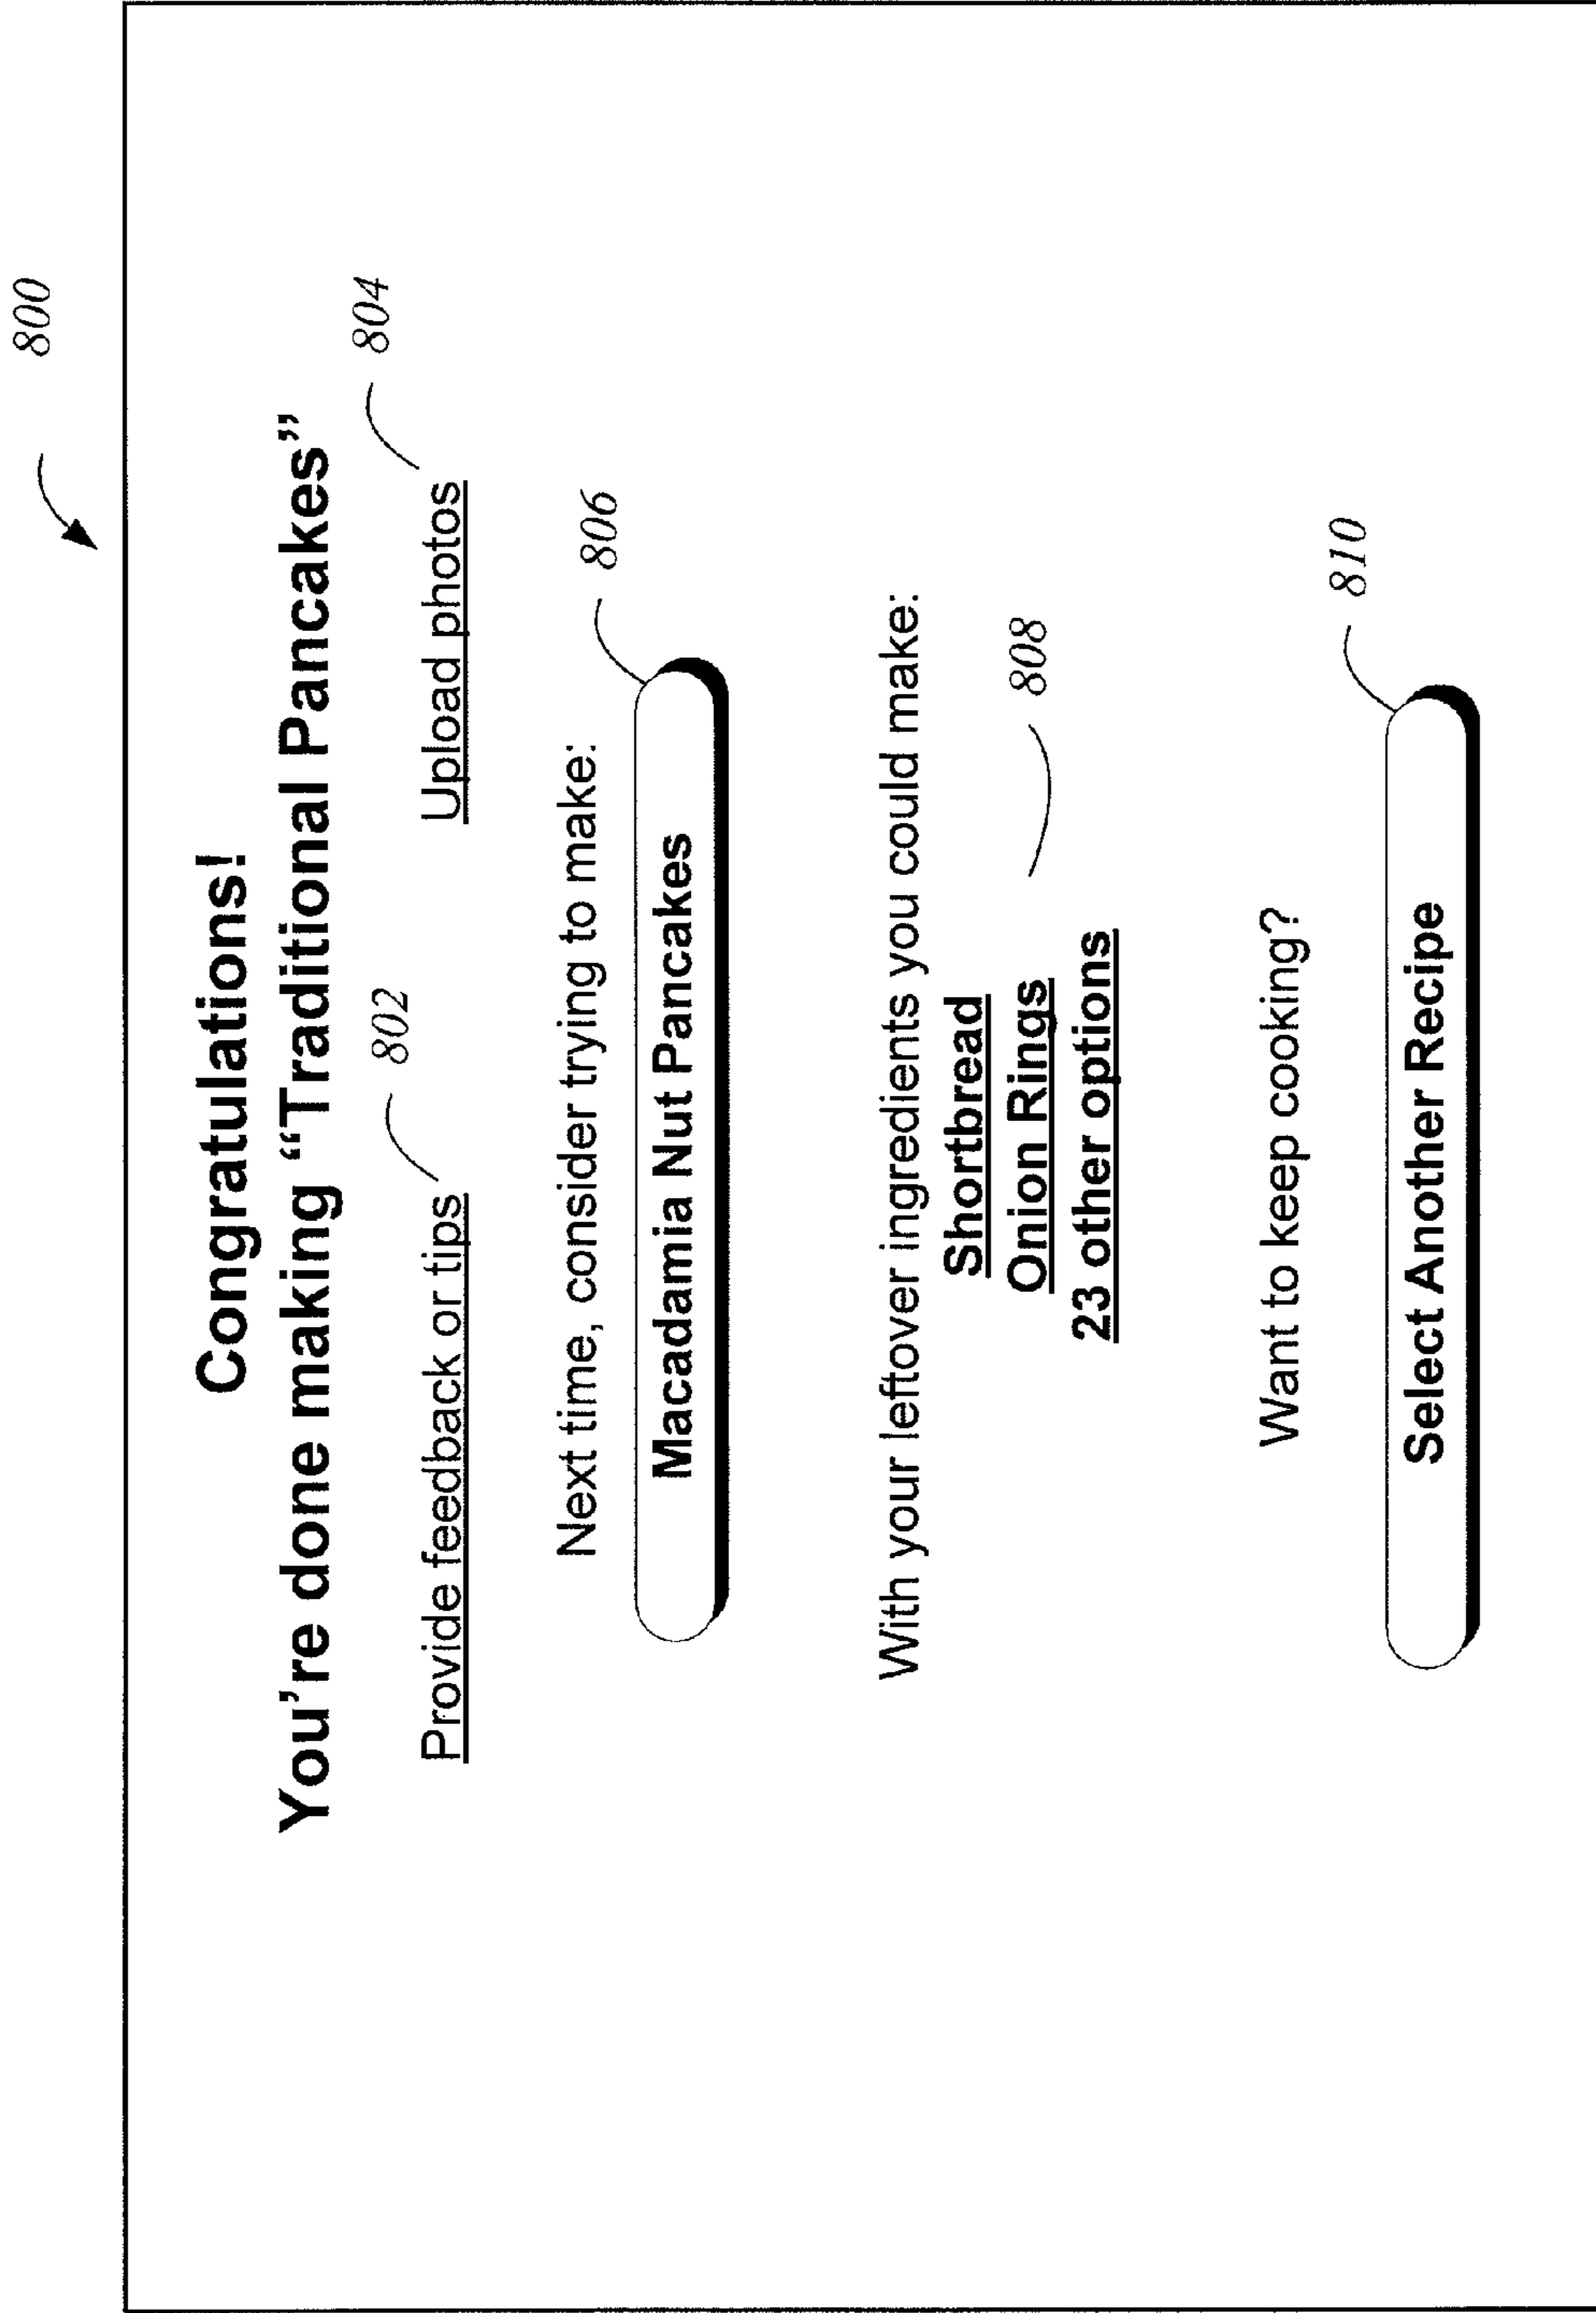 800
Congratulations!
You're done making “Traditional Pancakes”
802
804
Provide feedback or tips
Upload photos
Next time, consider trying to make:
806
Macadamia Nut Pancakes
With your leftover ingredients you could make:
Shortbread
808
Onion Rings
23 other options
Want to keep cooking?
810
Select Another Recipe